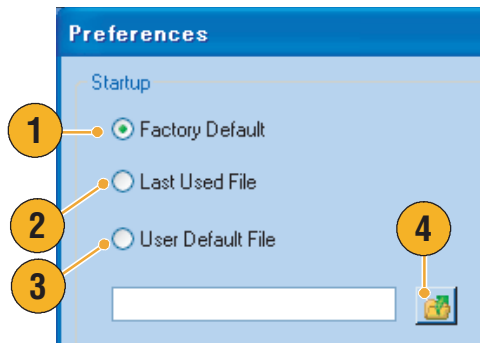 Preferences
Startup
1 Factory Default
2 Last Used File
3 User Default File
4